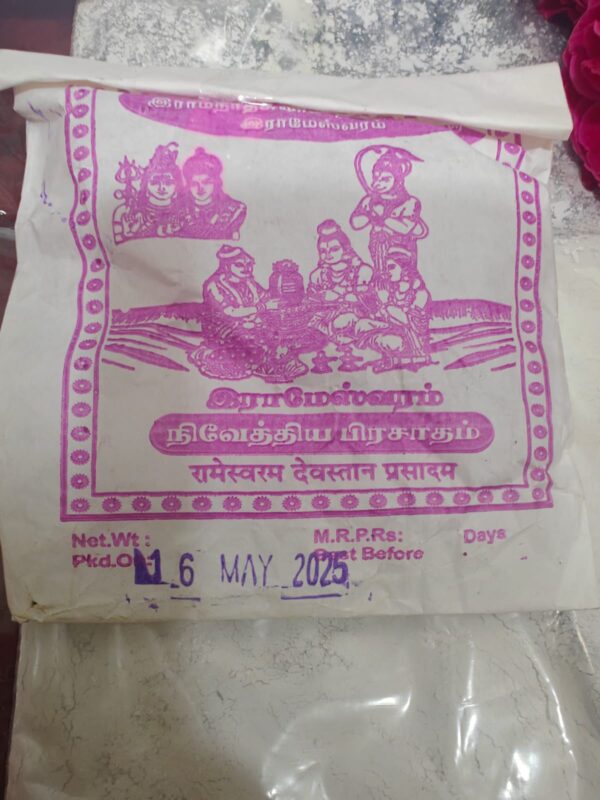 இராமேஸ்வரம்
இராமேஸ்வரம்
நிவேத்திய பிரசாதம்
रामेस्वरम देवस्तान प्रसादम
Net.Wt : M.R.P.Rs: Days
Pkd.On: Best Before
16 MAY 2025